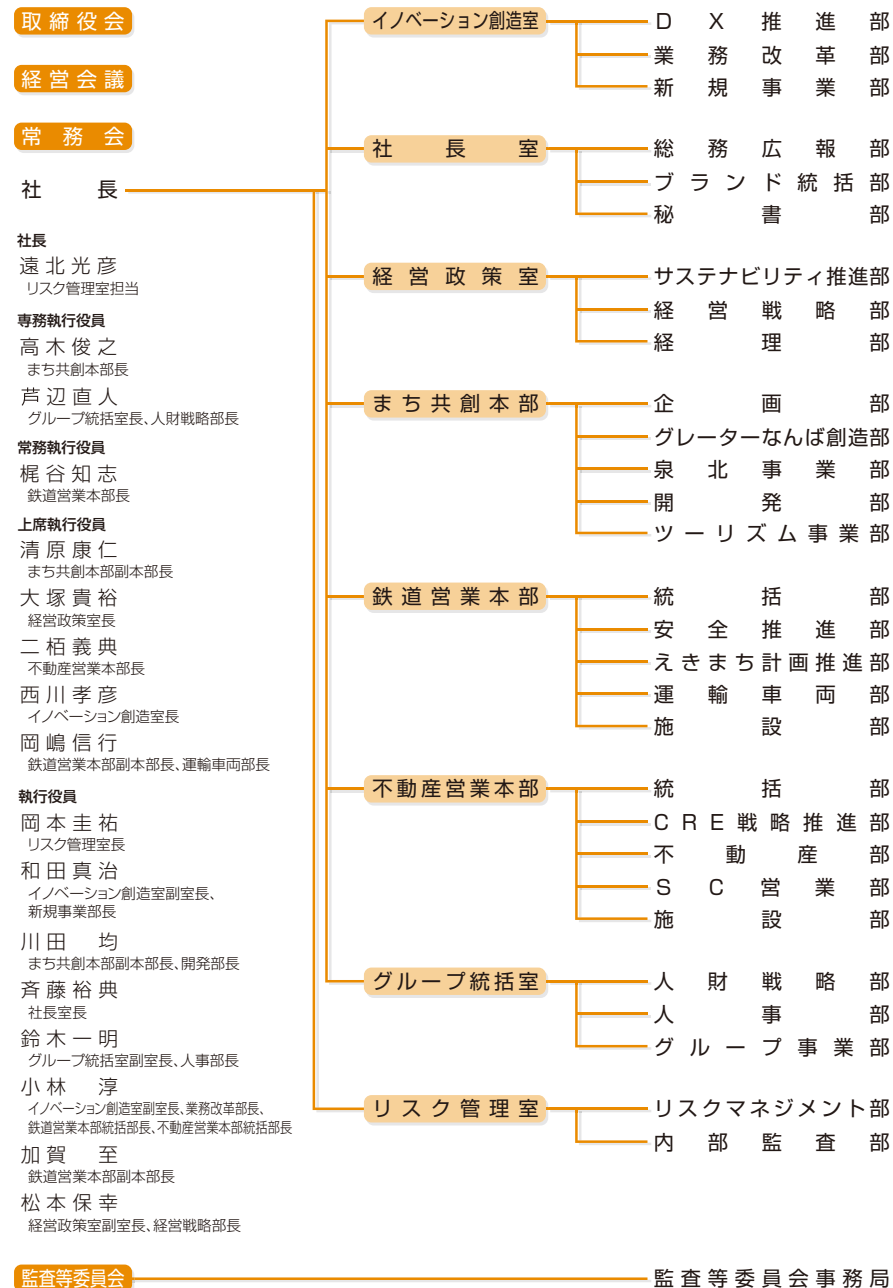 取締役会
経営会議
常務会
社長
社長
遠北光彦
リスク管理室担当
専務執行役員
高木俊之
まち共創本部長
芦辺直人
グループ統括室長、人財戦略部長
常務執行役員
梶谷知志
鉄道営業本部長
上席執行役員
清原康仁
まち共創本部副本部長
大塚貴裕
経営政策室長
二栢義典
不動産営業本部長
西川孝彦
イノベーション創造室長
岡嶋信行
鉄道営業本部副本部長、運輸車両部長
執行役員
岡本圭祐
リスク管理室長
和田真治
イノベーション創造室副室長、
新規事業部長
川田 均
まち共創本部副本部長、開発部長
斉藤裕典
社長室長
鈴木一明
グループ統括室副室長、人事部長
小林 淳
イノベーション創造室副室長、業務改革部長、
鉄道営業本部統括部長、不動産営業本部統括部長
加賀 至
鉄道営業本部副本部長
松本保幸
経営政策室副室長、経営戦略部長
イノベーション創造室
DX推進部
業務改革部
新規事業部
社長室
総務広報部
ブランド統括部
秘書部
経営政策室
サステナビリティ推進部
経営戦略部
経理部
まち共創本部
企画部
グレーターなんば創造部
泉北事業部
開発部
ツーリズム事業部
鉄道営業本部
統括部
安全推進部
えきまち計画推進部
運輸車両部
施設部
不動産営業本部
統括部
CRE戦略推進部
不動産部
SC営業部
施設部
グループ統括室
人財戦略部
人事部
グループ事業部
リスク管理室
リスクマネジメント部
内部監査部
監査等委員会
監査等委員会事務局